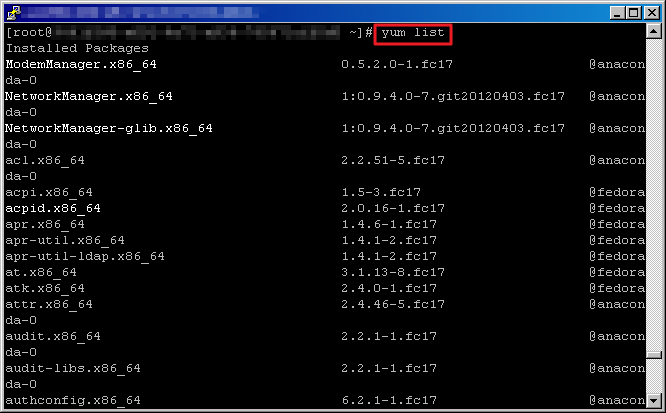 [root@ ~]# yum list
Installed Packages
ModemManager.x86_64 0.5.2.0-1.fc17 @anacon
da-0
NetworkManager.x86_64 1:0.9.4.0-7.git20120403.fc17 @anacon
da-0
NetworkManager-glib.x86_64 1:0.9.4.0-7.git20120403.fc17 @anacon
da-0
acl.x86_64 2.2.51-5.fc17 @anacon
da-0
acpi.x86_64 1.5-3.fc17 @fedora
acpid.x86_64 2.0.16-1.fc17 @fedora
apr.x86_64 1.4.6-1.fc17 @fedora
apr-util.x86_64 1.4.1-2.fc17 @fedora
apr-util-ldap.x86_64 1.4.1-2.fc17 @fedora
at.x86_64 3.1.13-8.fc17 @fedora
atk.x86_64 2.4.0-1.fc17 @fedora
attr.x86_64 2.4.46-5.fc17 @anacon
da-0
audit.x86_64 2.2.1-1.fc17 @anacon
da-0
audit-libs.x86_64 2.2.1-1.fc17 @anacon
da-0
authconfig.x86_64 6.2.1-1.fc17 @anacon